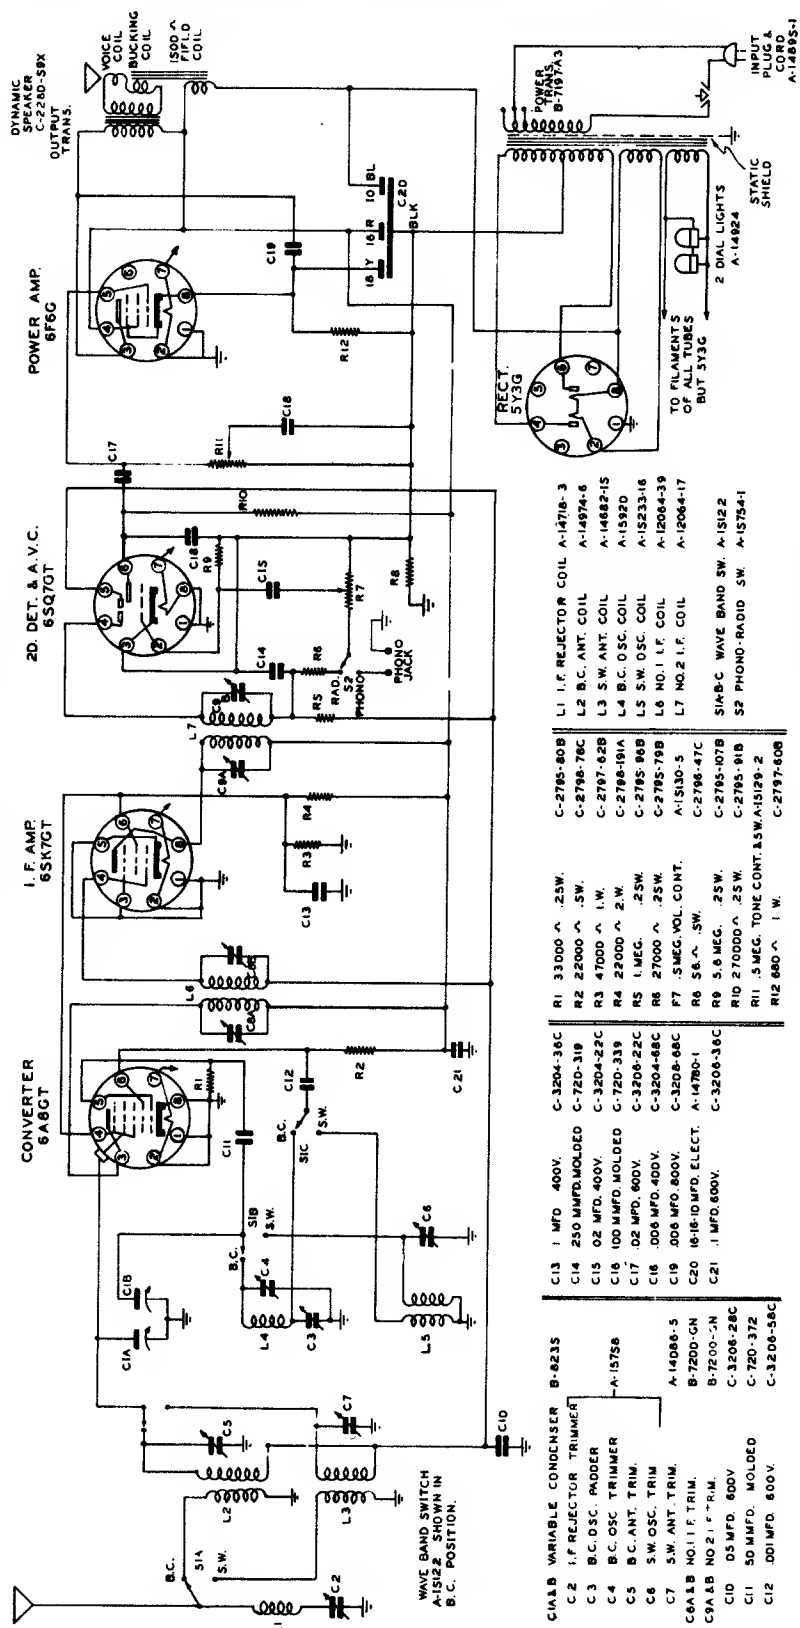 CONVERTER
6A8GT
I.F. AMP.
6SK7GT
2D. DET. & A.V.C.
6SQ7GT
POWER AMP.
6F6G
DYNAMIC
SPEAKER
C-228D-59X
OUTPUT
TRANS.
VOICE
COIL
BUCKING
COIL
FIELD
COIL
B.C.
S1A
S.W.
L2
L3
C2
C5
C7
C1A
C1B
B.C.
S1B
S.W.
C4
L4
C3
L5
C6
C11
R1
B.C.
S1C
S.W.
C12
R2
C21
C10
L6
C8A
C13
R3
R4
C9A
L7
R5
R6
C14
RAD.
S2
PHONO
PHONO
JACK
C15
R7
R8
C18
R9
R10
C17
R11
C18
R12
C19
18 Y
16 R
10 BL
C20
BLK
WAVE BAND SWITCH
A-15122 SHOWN IN
B.C. POSITION.
RECT.
5Y3G
TO FILAMENTS
OF ALL TUBES
BUT 5Y3G
2 DIAL LIGHTS
A-14924
STATIC
SHIELD
POWER
TRANS.
B-7197-A3
INPUT
PLUG &
CORD
A-14895-1
C1A&B VARIABLE CONDENSER B-8235
C2 I.F. REJECTOR TRIMMER
C3 B.C. OSC. PADDER
C4 B.C. OSC TRIMMER
A-15758
C5 B.C. ANT. TRIM.
C6 S.W. OSC. TRIM
C7 S.W. ANT. TRIM. A-14086-5
C8A&B NO.1 I.F. TRIM. B-7200-GN
C9A&B NO.2 I.F. TRIM. B-7200-GN
C10 .05 MFD. 600V C-3206-28C
C11 50 MMFD. MOLDED C-720-372
C12 .001 MFD. 600V. C-3206-58C
C13 .1 MFD 400V. C-3204-36C
C14 250 MMFD. MOLDED C-720-319
C15 .02 MFD. 400V. C-3204-22C
C16 100 MMFD. MOLDED C-720-339
C17 .02 MFD. 600V. C-3206-22C
C18 .006 MFD. 400V. C-3204-68C
C19 .006 MFD. 800V. C-3208-68C
C20 16-16-10 MFD. ELECT. A-14780-1
C21 .1 MFD. 600V. C-3206-36C
R1 33000 .25W. C-2795-80B
R2 22000 .5W. C-2796-78C
R3 47000 1.W. C-2797-82B
R4 22000 2.W. C-2798-191A
R5 1. MEG. .25W. C-2795-98B
R6 27000 .25W. C-2795-79B
R7 .5 MEG. VOL. CONT. A-15130-5
R8 56 .5W. C-2796-47C
R9 5.6 MEG. .25W. C-2795-107B
R10 270000 .25W. C-2795-91B
R11 .5 MEG. TONE CONT. & SW. A-15129-2
R12 680 1 W. C-2797-60B
L1 I.F. REJECTOR COIL A-14718-3
L2 B.C. ANT. COIL A-14974-6
L3 S.W. ANT. COIL A-14682-15
L4 B.C. OSC. COIL A-15920
L5 S.W. OSC. COIL A-15233-16
L6 NO.1 I.F. COIL A-12064-39
L7 NO.2 I.F. COIL A-12064-17
S1A-B-C WAVE BAND SW. A-15122
S2 PHONO-RADIO SW. A-15754-1